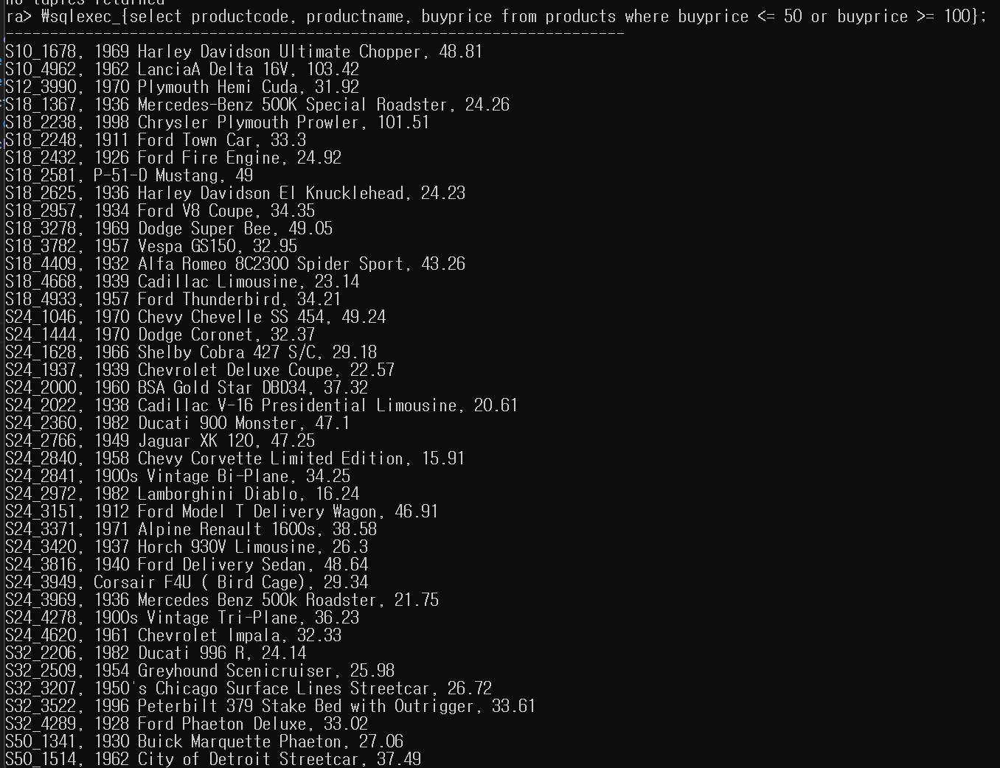 no tuples returned
ra> ₩sqlexec_{select productcode, productname, buyprice from products where buyprice <= 50 or buyprice >= 100};
----------------------------------------------------------------------
S10_1678, 1969 Harley Davidson Ultimate Chopper, 48.81
S10_4962, 1962 LanciaA Delta 16V, 103.42
S12_3990, 1970 Plymouth Hemi Cuda, 31.92
S18_1367, 1936 Mercedes-Benz 500K Special Roadster, 24.26
S18_2238, 1998 Chrysler Plymouth Prowler, 101.51
S18_2248, 1911 Ford Town Car, 33.3
S18_2432, 1926 Ford Fire Engine, 24.92
S18_2581, P-51-D Mustang, 49
S18_2625, 1936 Harley Davidson El Knucklehead, 24.23
S18_2957, 1934 Ford V8 Coupe, 34.35
S18_3278, 1969 Dodge Super Bee, 49.05
S18_3782, 1957 Vespa GS150, 32.95
S18_4409, 1932 Alfa Romeo 8C2300 Spider Sport, 43.26
S18_4668, 1939 Cadillac Limousine, 23.14
S18_4933, 1957 Ford Thunderbird, 34.21
S24_1046, 1970 Chevy Chevelle SS 454, 49.24
S24_1444, 1970 Dodge Coronet, 32.37
S24_1628, 1966 Shelby Cobra 427 S/C, 29.18
S24_1937, 1939 Chevrolet Deluxe Coupe, 22.57
S24_2000, 1960 BSA Gold Star DBD34, 37.32
S24_2022, 1938 Cadillac V-16 Presidential Limousine, 20.61
S24_2360, 1982 Ducati 900 Monster, 47.1
S24_2766, 1949 Jaguar XK 120, 47.25
S24_2840, 1958 Chevy Corvette Limited Edition, 15.91
S24_2841, 1900s Vintage Bi-Plane, 34.25
S24_2972, 1982 Lamborghini Diablo, 16.24
S24_3151, 1912 Ford Model T Delivery Wagon, 46.91
S24_3371, 1971 Alpine Renault 1600s, 38.58
S24_3420, 1937 Horch 930V Limousine, 26.3
S24_3816, 1940 Ford Delivery Sedan, 48.64
S24_3949, Corsair F4U ( Bird Cage), 29.34
S24_3969, 1936 Mercedes Benz 500k Roadster, 21.75
S24_4278, 1900s Vintage Tri-Plane, 36.23
S24_4620, 1961 Chevrolet Impala, 32.33
S32_2206, 1982 Ducati 996 R, 24.14
S32_2509, 1954 Greyhound Scenicruiser, 25.98
S32_3207, 1950's Chicago Surface Lines Streetcar, 26.72
S32_3522, 1996 Peterbilt 379 Stake Bed with Outrigger, 33.61
S32_4289, 1928 Ford Phaeton Deluxe, 33.02
S50_1341, 1930 Buick Marquette Phaeton, 27.06
S50_1514, 1962 City of Detroit Streetcar, 37.49